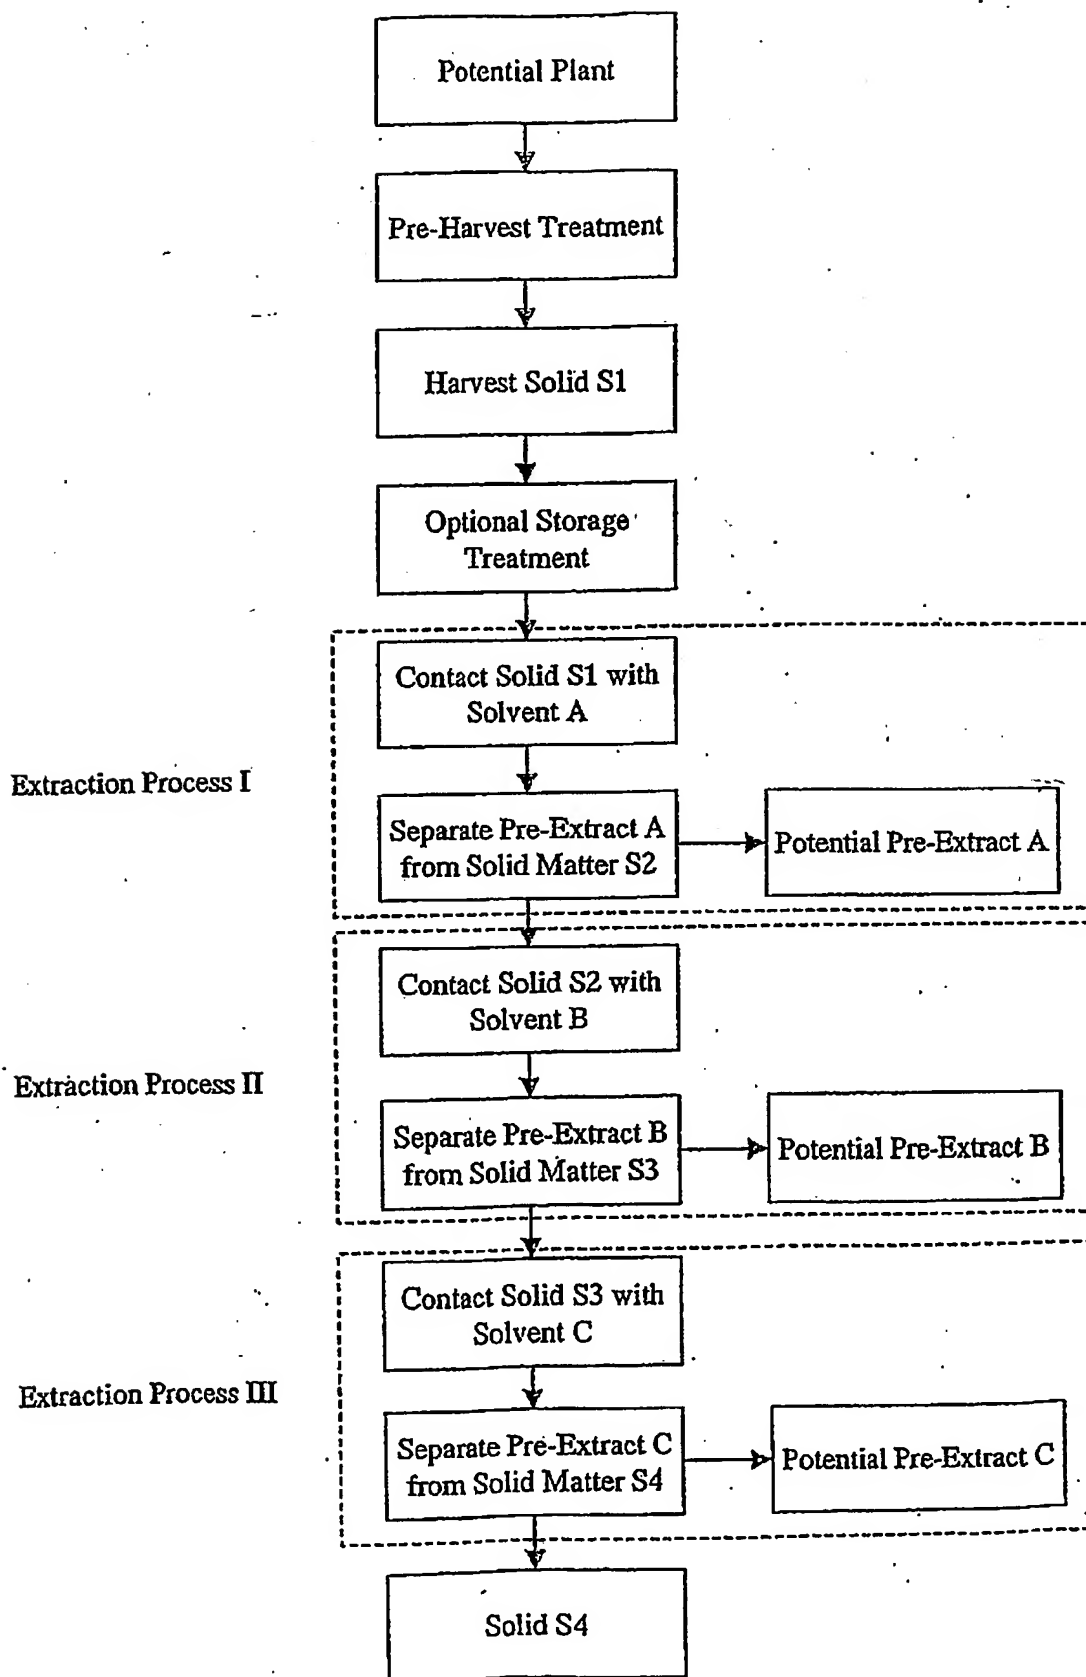 Potential Plant
Pre-Harvest Treatment
Harvest Solid S1
Optional Storage
Treatment
Contact Solid S1 with
Solvent A
Extraction Process I
Separate Pre-Extract A
from Solid Matter S2
Potential Pre-Extract A
Contact Solid S2 with
Solvent B
Extraction Process II
Separate Pre-Extract B
from Solid Matter S3
Potential Pre-Extract B
Contact Solid S3 with
Solvent C
Extraction Process III
Separate Pre-Extract C
from Solid Matter S4
Potential Pre-Extract C
Solid S4